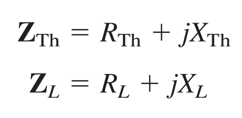 Z_Th = R_Th + jX_Th
Z_L = R_L + jX_L